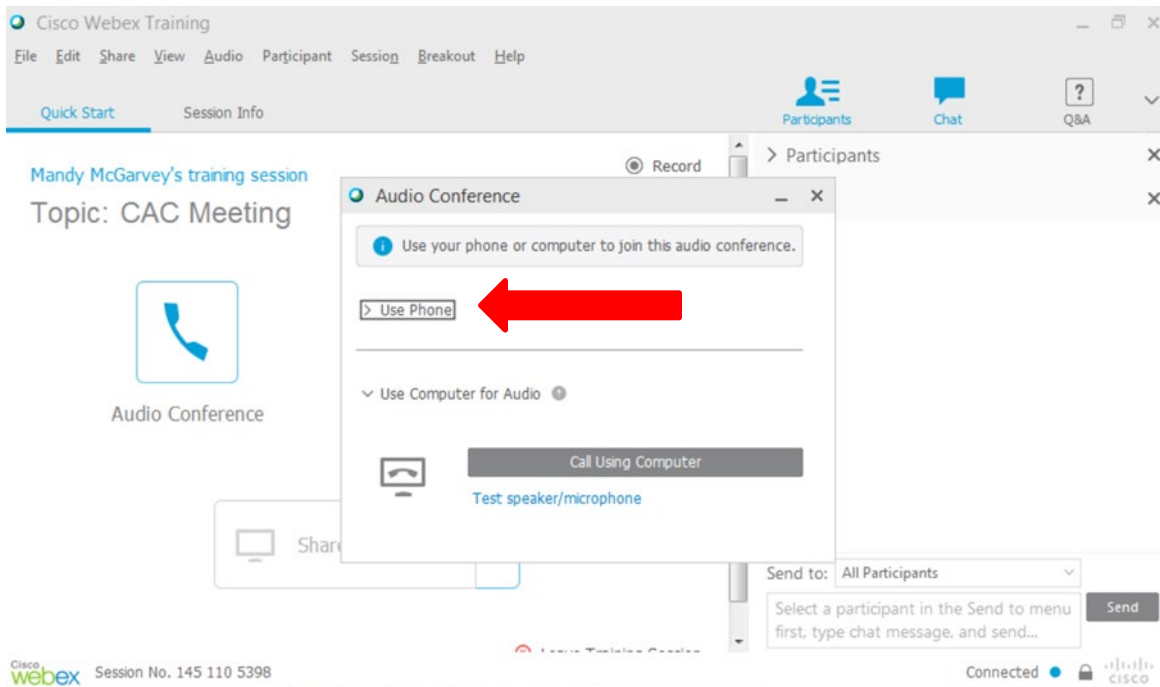 Cisco Webex Training
File Edit Share View Audio Participant Session Breakout Help
Quick Start Session Info
Participants Chat Q&A
Mandy McGarvey's training session
Record
Participants
Topic: CAC Meeting
Audio Conference
Use your phone or computer to join this audio conference.
Use Phone
Use Computer for Audio
Audio Conference
Call Using Computer
Test speaker/microphone
Share
Send to: All Participants
Select a participant in the Send to menu
first, type chat message, and send...
Send
Leave Training Session
Cisco
webex
Session No. 145 110 5398
Connected
CISCO